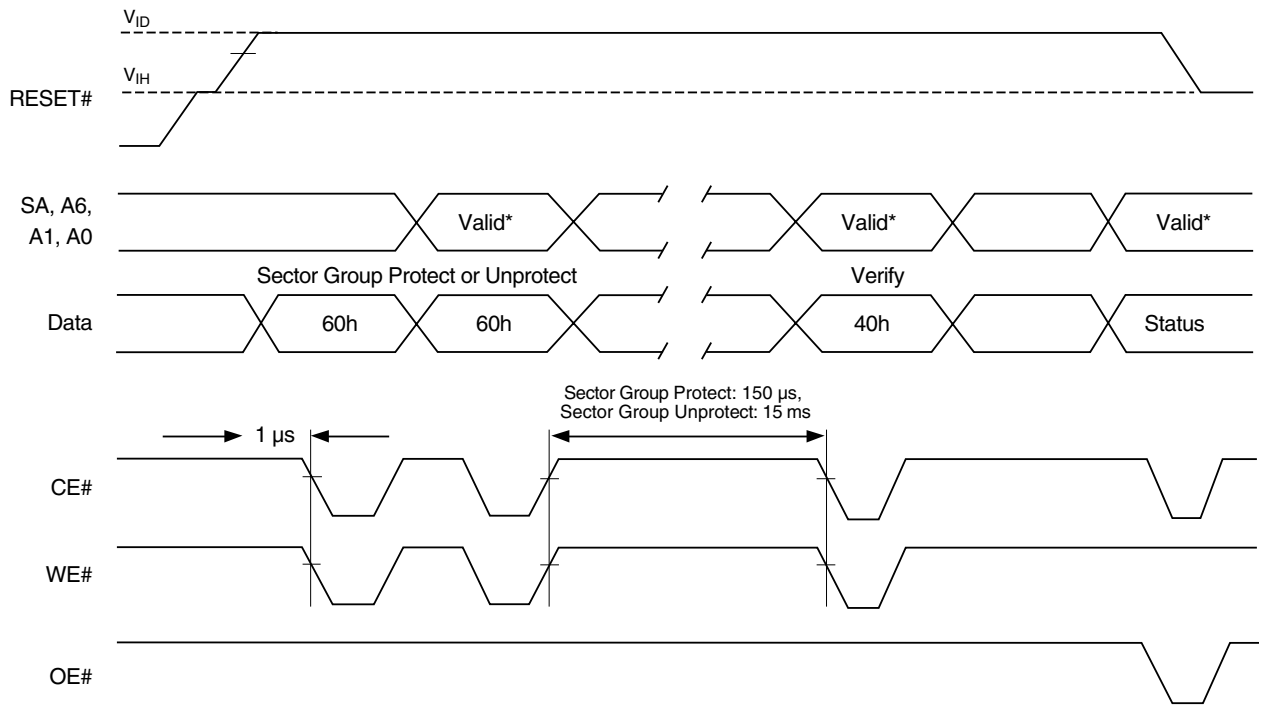 VID
VIH
RESET#
SA, A6,
A1, A0
Valid*
Valid*
Valid*
Sector Group Protect or Unprotect
Verify
Data
60h
60h
40h
Status
Sector Group Protect: 150 µs,
Sector Group Unprotect: 15 ms
1 µs
CE#
WE#
OE#